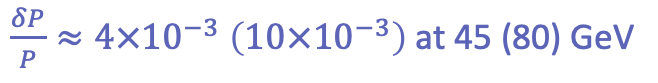 δP/P ≈ 4×10⁻³ (10×10⁻³) at 45 (80) GeV